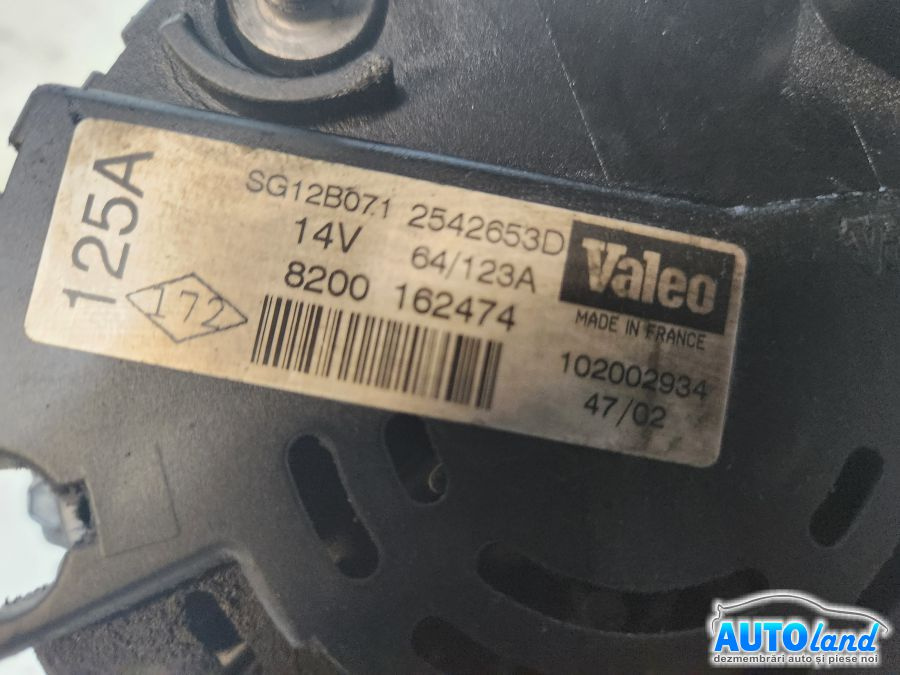 125A
SG12B071 2542653D
14V 64/123A
8200 162474
172
Valeo
MADE IN FRANCE
102002934
47/02
AUTOland
dezmembrări auto și piese noi